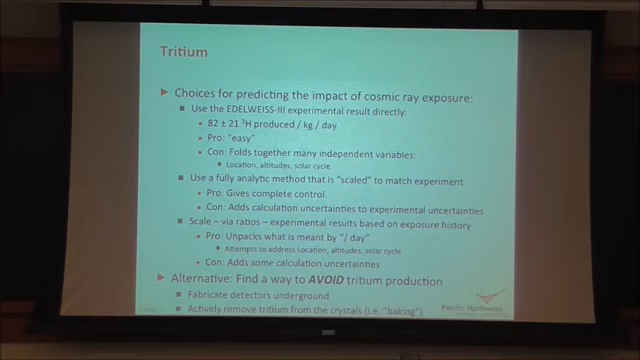 Tritium
Choices for predicting the impact of cosmic ray exposure:
Use the EDELWEISS-III experimental result directly:
82 ± 21 ³H produced / kg / day
Pro: "easy"
Con: Folds together many independent variables:
Location, altitudes, solar cycle
Use a fully analytic method that is "scaled" to match experiment
Pro: Gives complete control
Con: Adds calculation uncertainties to experimental uncertainties
Scale – via ratios – experimental results based on exposure history
Pro: Unpacks what is meant by "/ day"
Attempts to address Location, altitudes, solar cycle
Con: Adds some calculation uncertainties
Alternative: Find a way to AVOID tritium production
Fabricate detectors underground
Actively remove tritium from the crystals (i.e. "baking")
Pacific Northwest